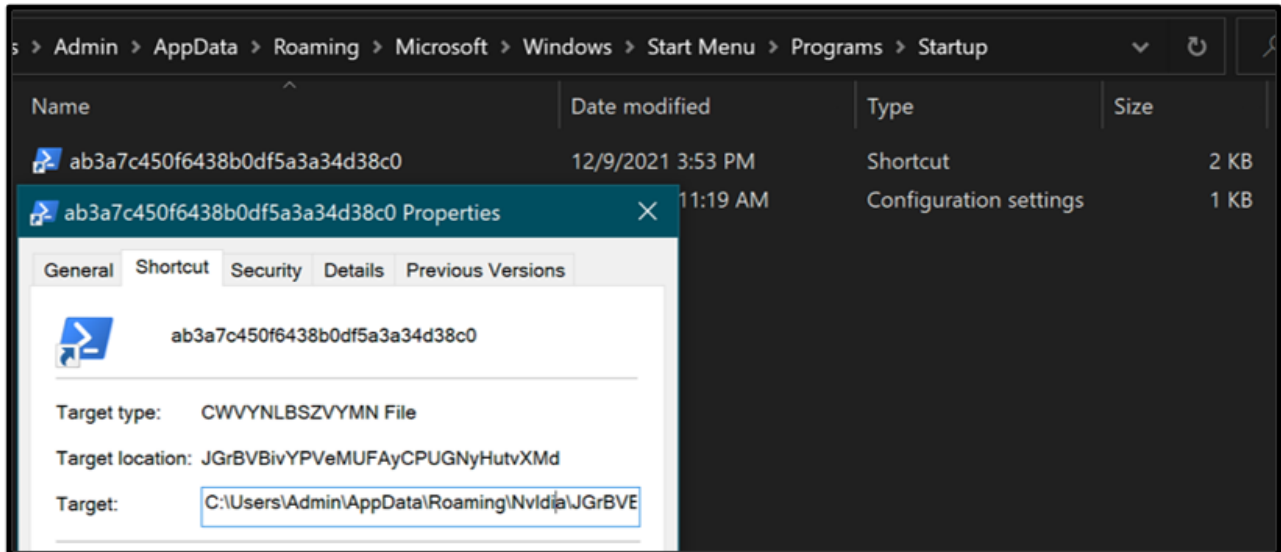 s > Admin > AppData > Roaming > Microsoft > Windows > Start Menu > Programs > Startup
Name Date modified Type Size
ab3a7c450f6438b0df5a3a34d38c0 12/9/2021 3:53 PM Shortcut 2 KB
11:19 AM Configuration settings 1 KB
ab3a7c450f6438b0df5a3a34d38c0 Properties
General Shortcut Security Details Previous Versions
ab3a7c450f6438b0df5a3a34d38c0
Target type: CWVYNLBSZVYMN File
Target location: JGrBVBivYPVeMUFAyCPUGNyHutvXMd
Target: C:\Users\Admin\AppData\Roaming\NvIdia\JGrBVE